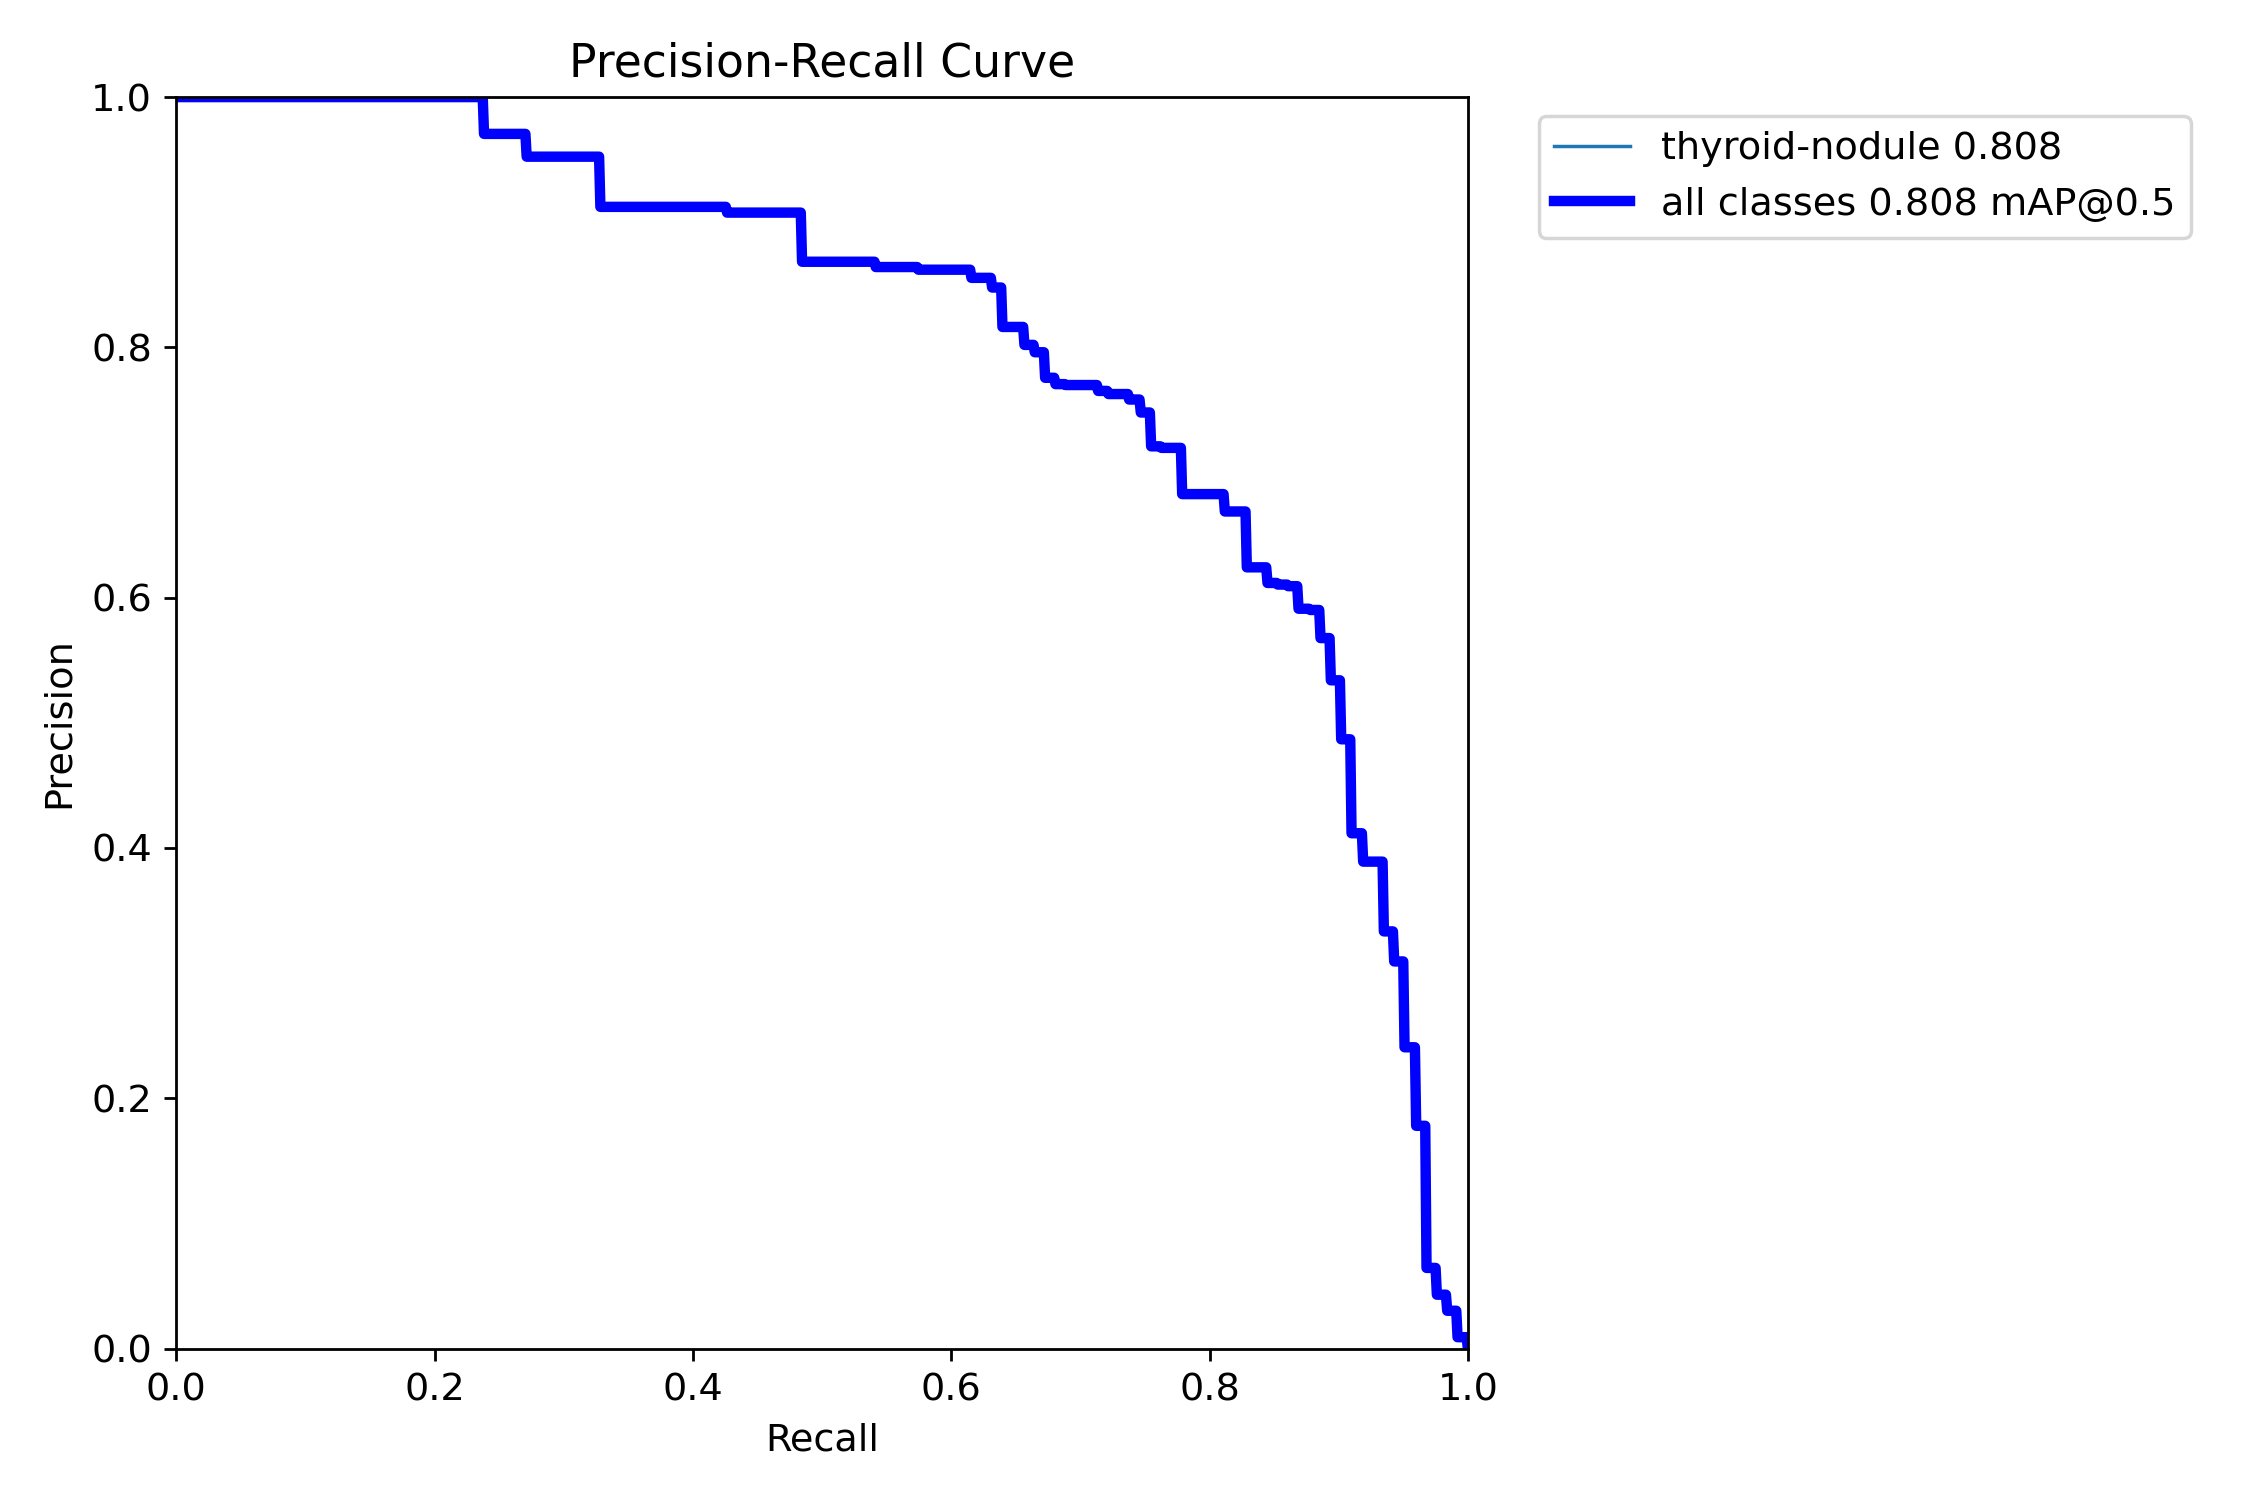 Precision-Recall Curve
1.0
0.8
0.6
0.4
0.2
0.0
Precision
0.0 0.2 0.4 0.6 0.8 1.0
Recall
thyroid-nodule 0.808
all classes 0.808 mAP@0.5